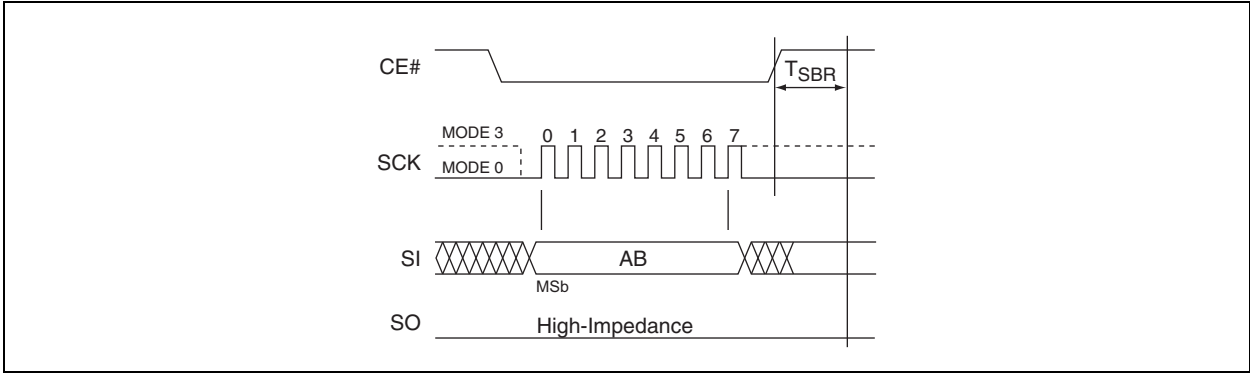 CE#
TSBR
MODE 3
0 1 2 3 4 5 6 7
SCK
MODE 0
SI
AB
MSb
SO
High-Impedance